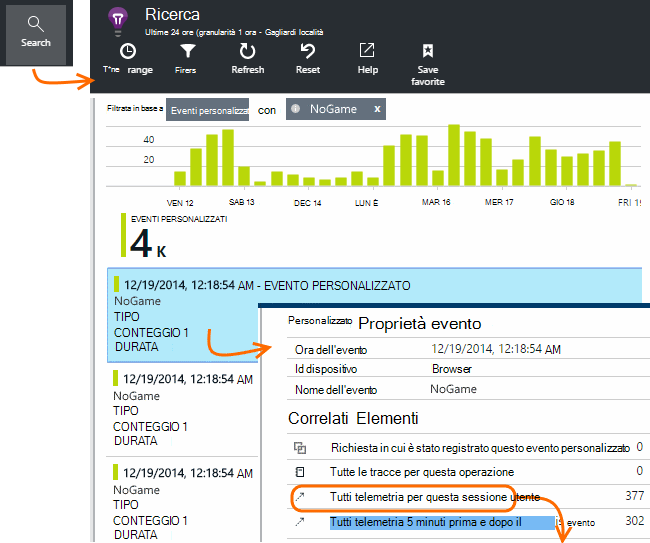 Search
Ricerca
Ultime 24 ore (granularità 1 ora - Gagliardi località
T*ne range
Firers
Refresh
Reset
Help
Save
favorite
Filtrata in base a Eventi personalizzat con NoGame x
40
20
VEN 12 SAB 13 DEC 14 LUN È MAR 16 MER 17 GIO 18 FRI 19
EVENTI PERSONALIZZATI
4 K
12/19/2014, 12:18:54 AM - EVENTO PERSONALIZZATO
NoGame
TIPO
CONTEGGIO 1
DURATA
12/19/2014, 12:18:54 AM
NoGame
TIPO
CONTEGGIO 1
DURATA
12/19/2014, 12:18:54 AM
NoGame
TIPO
CONTEGGIO 1
DURATA
Personalizzato Proprietà evento
Ora dell'evento 12/19/2014, 12:18:54 AM
Id dispositivo Browser
Nome dell'evento NoGame
Correlati Elementi
Richiesta in cui è stato registrato questo evento personalizzato 0
Tutte le tracce per questa operazione 0
Tutti telemetria per questa sessione utente 377
Tutti telemetria 5 minuti prima e dopo il evento 302